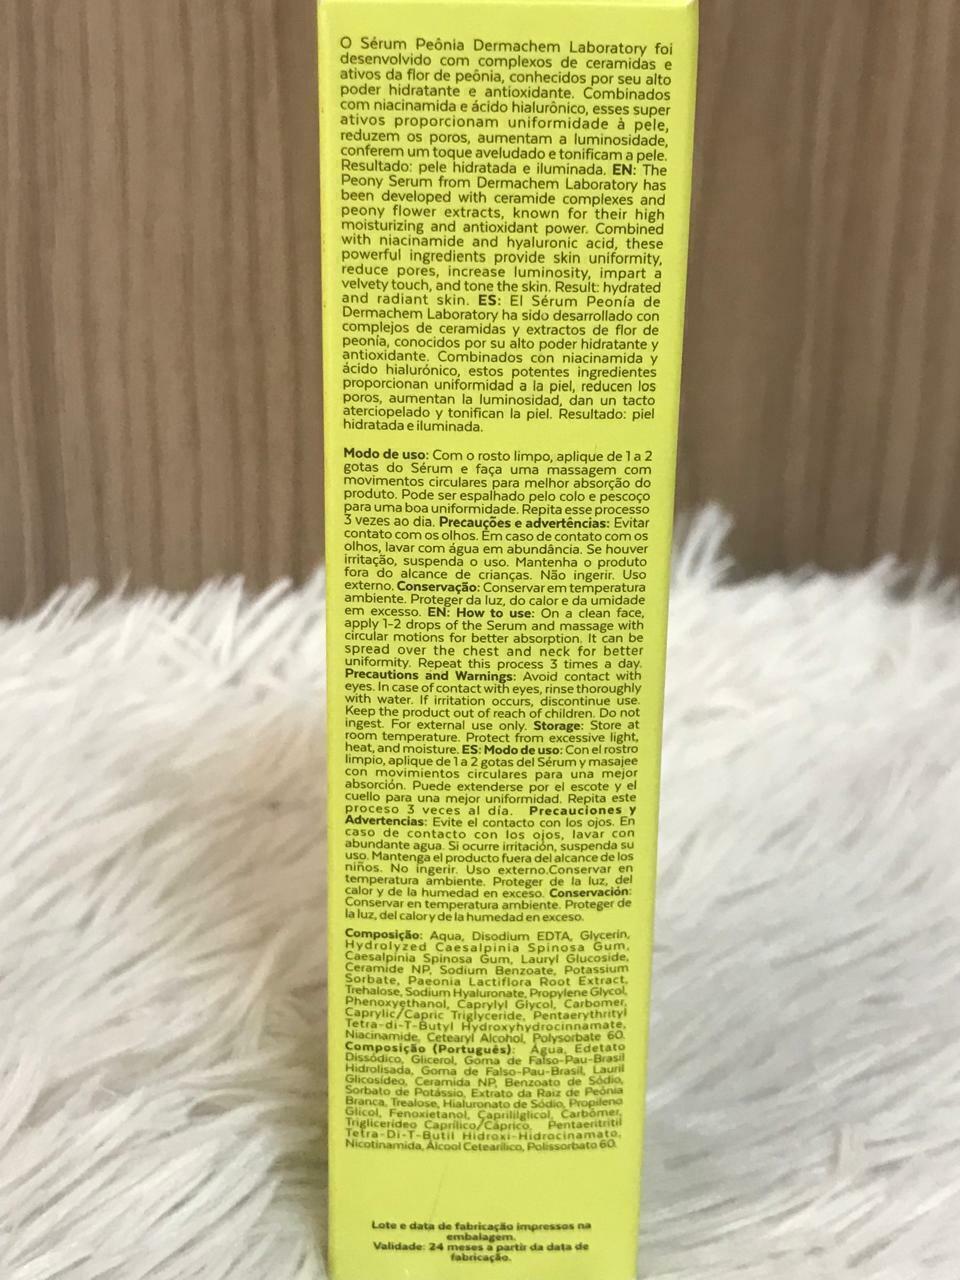 O Sérum Peônia Dermachem Laboratory foi
desenvolvido com complexos de ceramidas e
ativos da flor de peônia, conhecidos por seu alto
poder hidratante e antioxidante. Combinados
com niacinamida e ácido hialurônico, esses super
ativos proporcionam uniformidade à pele,
reduzem os poros, aumentam a luminosidade,
conferem um toque aveludado e tonificam a pele.
Resultado: pele hidratada e iluminada. EN: The
Peony Serum from Dermachem Laboratory has
been developed with ceramide complexes and
peony flower extracts, known for their high
moisturizing and antioxidant power. Combined
with niacinamide and hyaluronic acid, these
powerful ingredients provide skin uniformity,
reduce pores, increase luminosity, impart a
velvety touch, and tone the skin. Result: hydrated
and radiant skin. ES: El Sérum Peonía de
Dermachem Laboratory ha sido desarrollado con
complejos de ceramidas y extractos de flor de
peonía, conocidos por su alto poder hidratante y
antioxidante. Combinados con niacinamida y
ácido hialurónico, estos potentes ingredientes
proporcionan uniformidad a la piel, reducen los
poros, aumentan la luminosidad, dan un tacto
aterciopelado y tonifican la piel. Resultado: piel
hidratada e iluminada.
Modo de uso: Com o rosto limpo, aplique de 1 a 2
gotas do Sérum e faça uma massagem com
movimentos circulares para melhor absorção do
produto. Pode ser espalhado pelo colo e pescoço
para uma boa uniformidade. Repita esse processo
3 vezes ao dia. Precauções e advertências: Evitar
contato com os olhos. Em caso de contato com os
olhos, lavar com água em abundância. Se houver
irritação, suspenda o uso. Mantenha o produto
fora do alcance de crianças. Não ingerir. Uso
externo. Conservação: Conservar em temperatura
ambiente. Proteger da luz, do calor e da umidade
em excesso. EN: How to use: On a clean face,
apply 1-2 drops of the Serum and massage with
circular motions for better absorption. It can be
spread over the chest and neck for better
uniformity. Repeat this process 3 times a day.
Precautions and Warnings: Avoid contact with
eyes. In case of contact with eyes, rinse thoroughly
with water. If irritation occurs, discontinue use.
Keep the product out of reach of children. Do not
ingest. For external use only. Storage: Store at
room temperature. Protect from excessive light,
heat, and moisture. ES: Modo de uso: Con el rostro
limpio, aplique de 1 a 2 gotas del Sérum y masajee
con movimientos circulares para una mejor
absorción. Puede extenderse por el escote y el
cuello para una mejor uniformidad. Repita este
proceso 3 veces al día. Precauciones y
Advertencias: Evite el contacto con los ojos. En
caso de contacto con los ojos, lavar con
abundante agua. Si ocurre irritación, suspenda su
uso. Mantenga el producto fuera del alcance de los
niños. No ingerir. Uso externo.Conservar en
temperatura ambiente. Proteger de la luz, del
calor y de la humedad en exceso. Conservación:
Conservar en temperatura ambiente. Proteger de
la luz, del calor y de la humedad en exceso.
Composição: Aqua, Disodium EDTA, Glycerin,
Hydrolyzed Caesalpinia Spinosa Gum,
Caesalpinia Spinosa Gum, Lauryl Glucoside,
Ceramide NP, Sodium Benzoate, Potassium
Sorbate, Paeonia Lactiflora Root Extract,
Trehalose, Sodium Hyaluronate, Propylene Glycol,
Phenoxyethanol, Caprylyl Glycol, Carbomer,
Caprylic/Capric Triglyceride, Pentaerythrityl
Tetra-di-T-Butyl Hydroxyhydrocinnamate,
Niacinamide, Cetearyl Alcohol, Polysorbate 60.
Composição (Português): Água, Edetato
Dissódico, Glicerol, Goma de Falso-Pau-Brasil
Hidrolisada, Goma de Falso-Pau-Brasil, Lauril
Glicosídeo, Ceramida NP, Benzoato de Sódio,
Sorbato de Potássio, Extrato da Raiz de Peônia
Branca, Trealose, Hialuronato de Sódio, Propileno
Glicol, Fenoxietanol, Caprililglicol, Carbômer,
Triglicerídeo Caprílico/Cáprico, Pentaeritritil
Tetra-Di-T-Butil Hidroxi-Hidrocinamato,
Nicotinamida, Álcool Cetearílico, Polissorbato 60.
Lote e data de fabricação impressos na
embalagem.
Validade: 24 meses a partir da data de
fabricação.